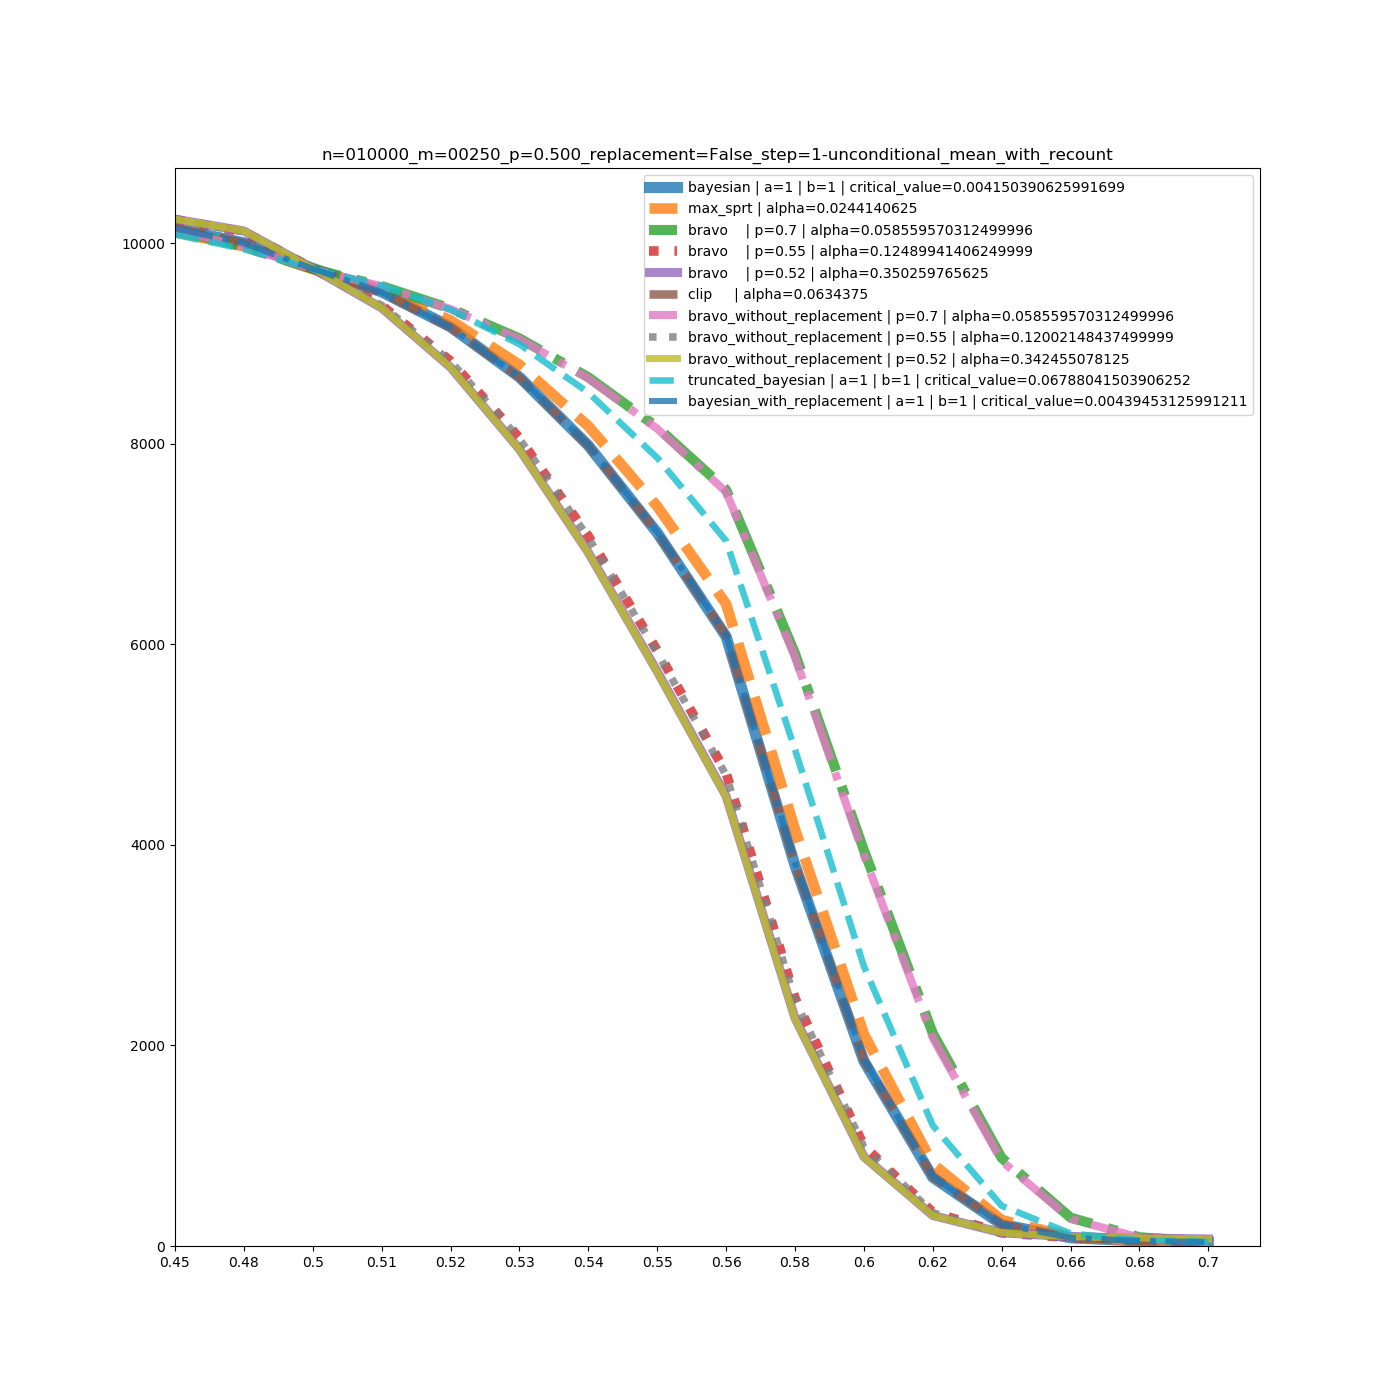 n=010000_m=00250_p=0.500_replacement=False_step=1-unconditional_mean_with_recount
bayesian | a=1 | b=1 | critical_value=0.004150390625991699
max_sprt | alpha=0.0244140625
bravo    | p=0.7 | alpha=0.058559570312499996
bravo    | p=0.55 | alpha=0.12489941406249999
bravo    | p=0.52 | alpha=0.350259765625
clip     | alpha=0.0634375
bravo_without_replacement | p=0.7 | alpha=0.058559570312499996
bravo_without_replacement | p=0.55 | alpha=0.12002148437499999
bravo_without_replacement | p=0.52 | alpha=0.342455078125
truncated_bayesian | a=1 | b=1 | critical_value=0.06788041503906252
bayesian_with_replacement | a=1 | b=1 | critical_value=0.00439453125991211
10000
8000
6000
4000
2000
0
0.45 0.48 0.5 0.51 0.52 0.53 0.54 0.55 0.56 0.58 0.6 0.62 0.64 0.66 0.68 0.7